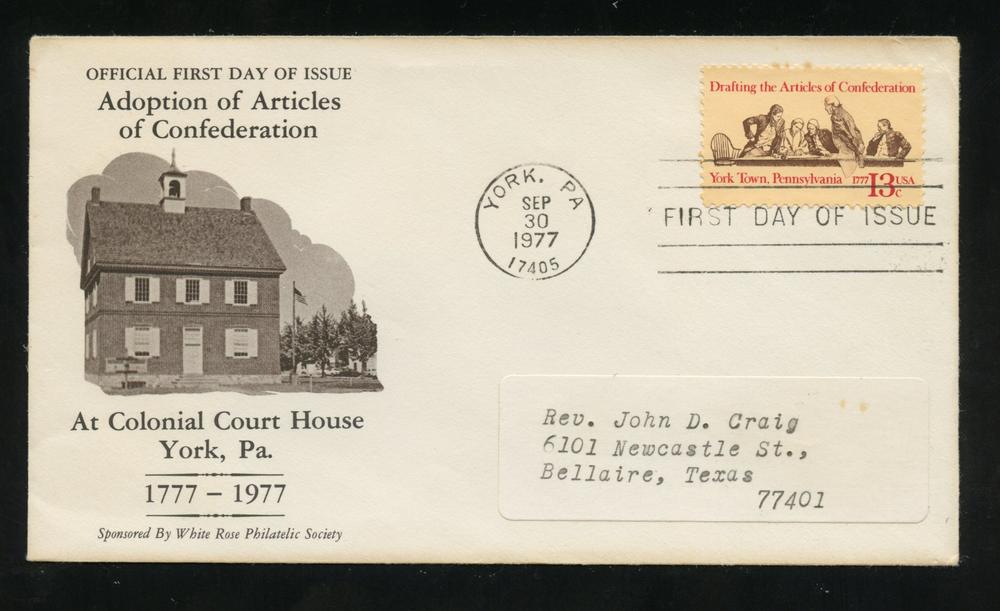 OFFICIAL FIRST DAY OF ISSUE
Adoption of Articles
of Confederation
At Colonial Court House
York, Pa.
1777 – 1977
Sponsored By White Rose Philatelic Society
YORK, PA
SEP
30
1977
17405
Drafting the Articles of Confederation
York Town, Pennsylvania 1777 13c USA
FIRST DAY OF ISSUE
Rev. John D. Craig
6101 Newcastle St.,
Bellaire, Texas
77401